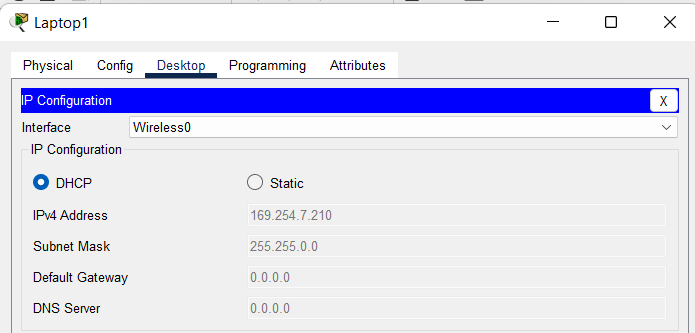 Laptop1
Physical Config Desktop Programming Attributes
IP Configuration X
Interface Wireless0
IP Configuration
DHCP Static
IPv4 Address 169.254.7.210
Subnet Mask 255.255.0.0
Default Gateway 0.0.0.0
DNS Server 0.0.0.0